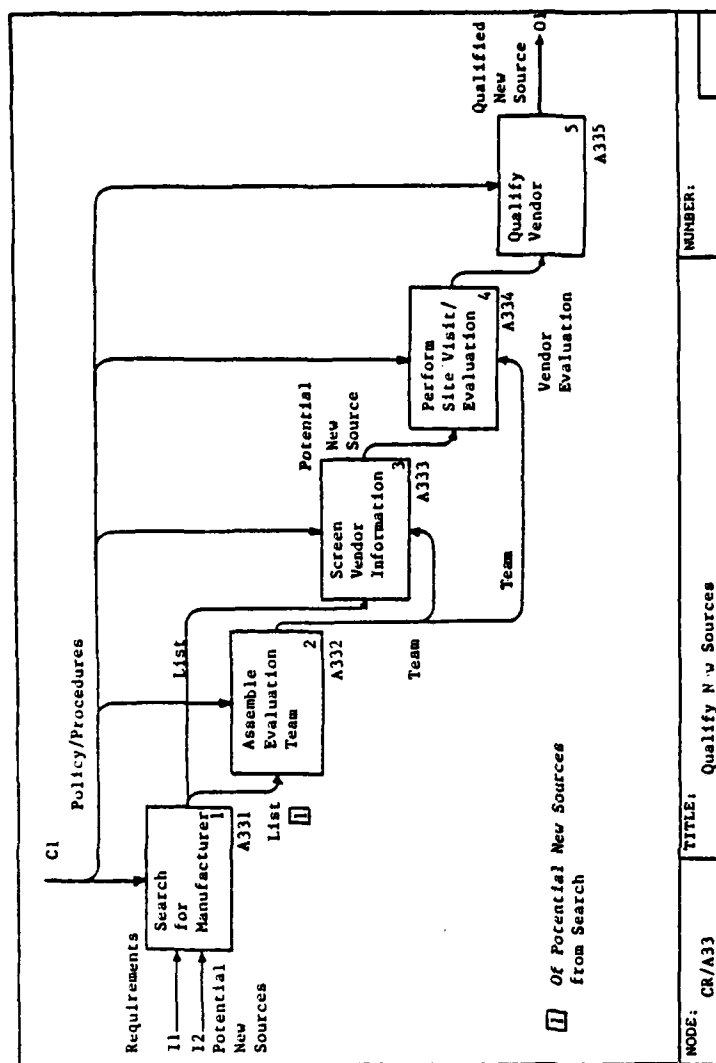 C1
Policy/Procedures
Requirements
I1
I2
Potential
New
Sources
Search
for
Manufacturer
1
A331
List
List
1
Assemble
Evaluation
Team
2
A332
Team
Screen
Vendor
Information
3
A333
Potential
New
Source
Team
Perform
Site Visit/
Evaluation
4
A334
Vendor
Evaluation
Qualify
Vendor
5
A335
Qualified
New
Source
O1
1 Of Potential New Sources
from Search
NODE:
CR/A33
TITLE:
Qualify N w Sources
NUMBER: